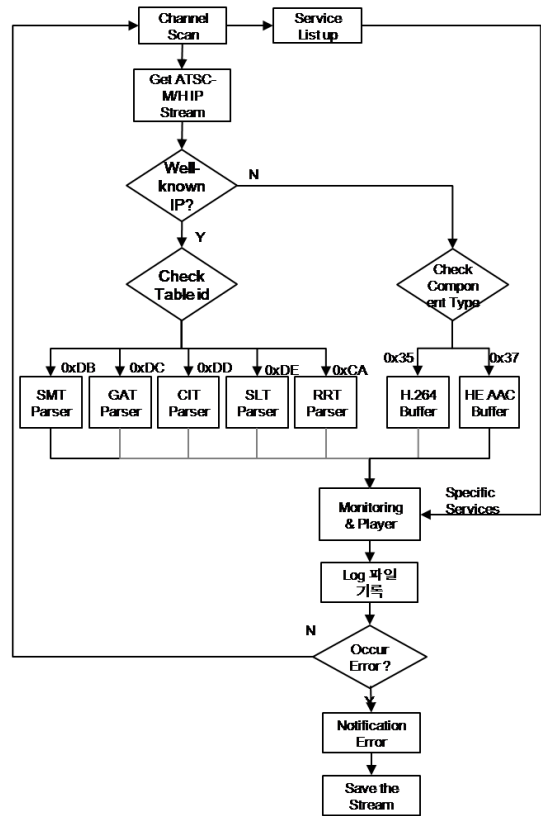 Channel
Scan
Service
List up
Get ATSC-
M/H IP
Stream
Well-
known
IP?
N
Y
Check
Table id
Check
Compon
ent Type
0xDB
0xDC
0xDD
0xDE
0xCA
0x35
0x37
SMT
Parser
GAT
Parser
CIT
Parser
SLT
Parser
RRT
Parser
H.264
Buffer
HE AAC
Buffer
Monitoring
& Player
Specific
Services
Log 파일
기록
N
Occur
Error?
Y
Notification
Error
Save the
Stream